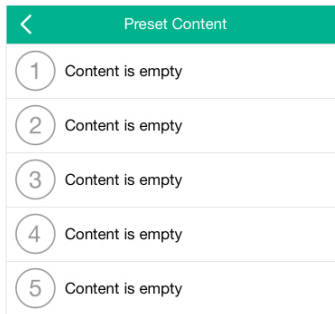 Preset Content
1 Content is empty
2 Content is empty
3 Content is empty
4 Content is empty
5 Content is empty